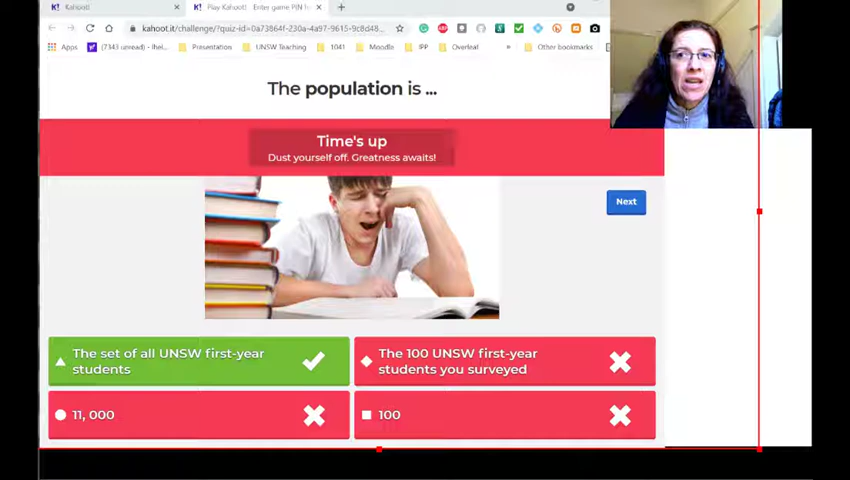 Kahoot!
Play Kahoot! - Enter game PIN
kahoot.it/challenge/?quiz-id=0a73864f-230a-4a97-9615-9c8d48...
Apps
(7343 unread)
Presentation
UNSW Teaching
1041
Moodle
IPP
Overleaf
»
Other bookmarks
The population is ...
Time's up
Dust yourself off. Greatness awaits!
Next
The set of all UNSW first-year
students
The 100 UNSW first-year
students you surveyed
11, 000
100